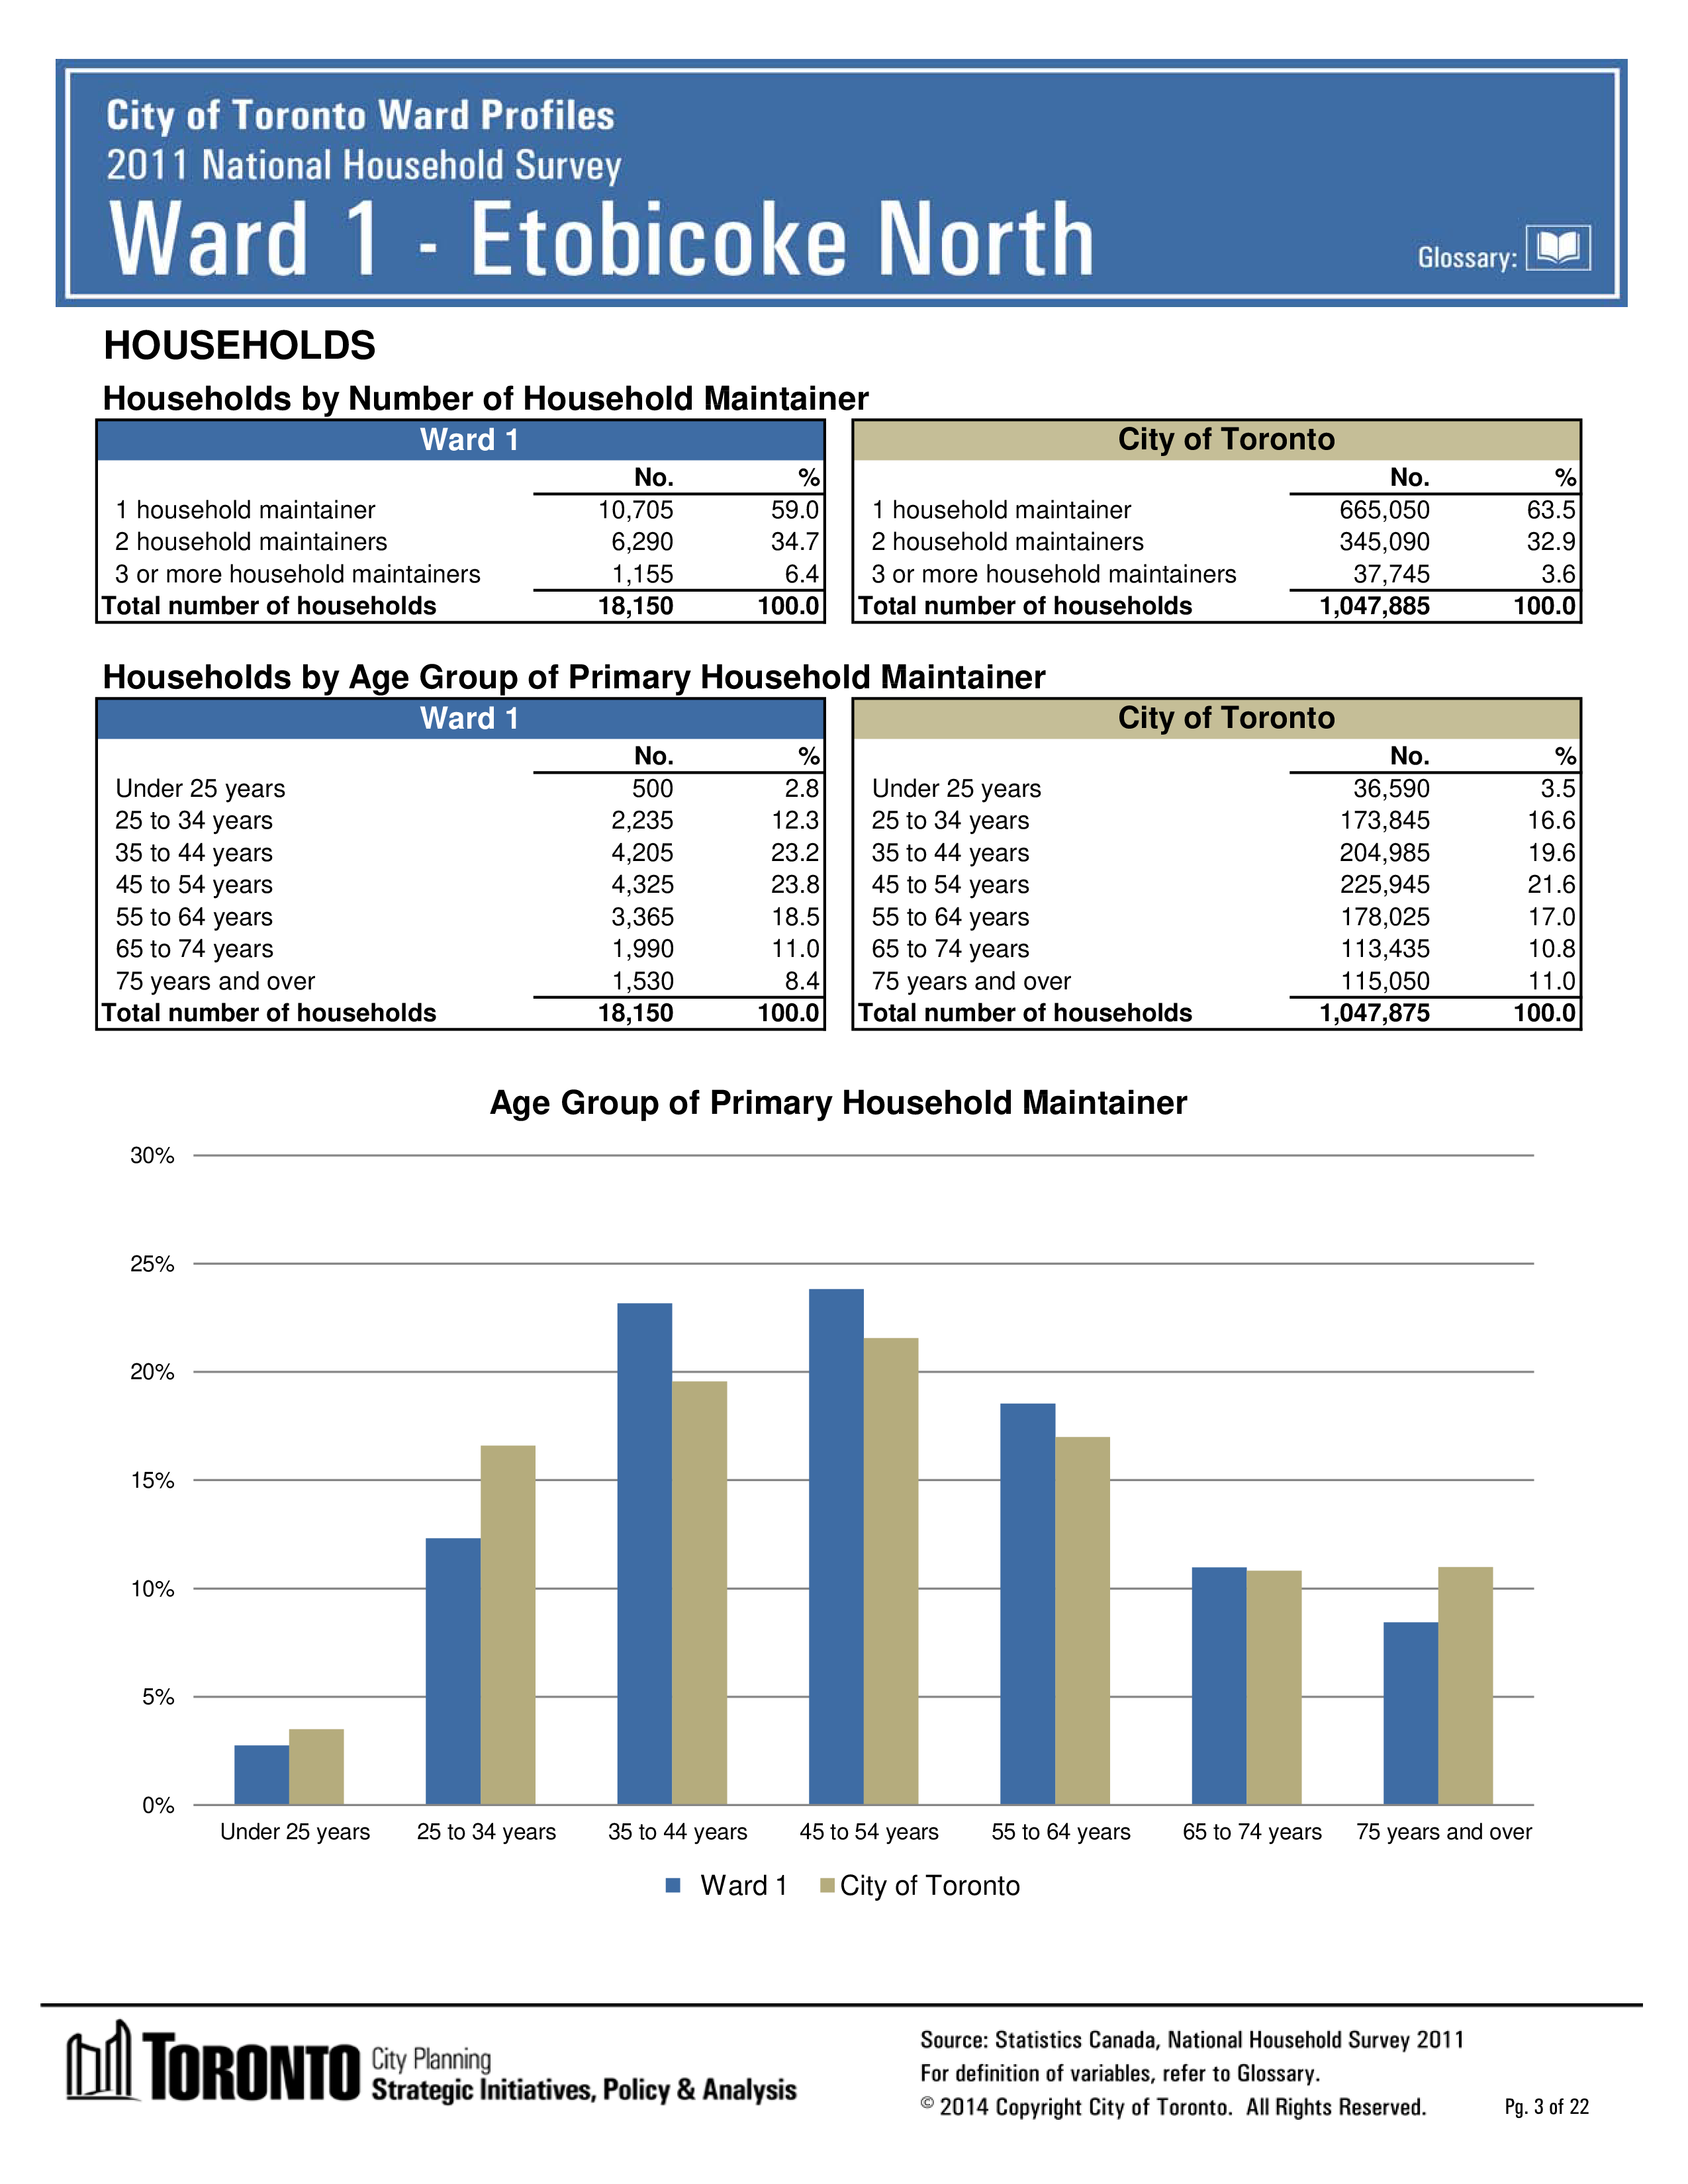 City of Toronto Ward Profiles
2011 National Household Survey
Ward 1 - Etobicoke North
Glossary:
HOUSEHOLDS
Households by Number of Household Maintainer
Ward 1
No. %
1 household maintainer 10,705 59.0
2 household maintainers 6,290 34.7
3 or more household maintainers 1,155 6.4
Total number of households 18,150 100.0
City of Toronto
No. %
1 household maintainer 665,050 63.5
2 household maintainers 345,090 32.9
3 or more household maintainers 37,745 3.6
Total number of households 1,047,885 100.0
Households by Age Group of Primary Household Maintainer
Ward 1
No. %
Under 25 years 500 2.8
25 to 34 years 2,235 12.3
35 to 44 years 4,205 23.2
45 to 54 years 4,325 23.8
55 to 64 years 3,365 18.5
65 to 74 years 1,990 11.0
75 years and over 1,530 8.4
Total number of households 18,150 100.0
City of Toronto
No. %
Under 25 years 36,590 3.5
25 to 34 years 173,845 16.6
35 to 44 years 204,985 19.6
45 to 54 years 225,945 21.6
55 to 64 years 178,025 17.0
65 to 74 years 113,435 10.8
75 years and over 115,050 11.0
Total number of households 1,047,875 100.0
Age Group of Primary Household Maintainer
30%
25%
20%
15%
10%
5%
0%
Under 25 years 25 to 34 years 35 to 44 years 45 to 54 years 55 to 64 years 65 to 74 years 75 years and over
Ward 1 City of Toronto
TORONTO
City Planning
Strategic Initiatives, Policy & Analysis
Source: Statistics Canada, National Household Survey 2011
For definition of variables, refer to Glossary.
© 2014 Copyright City of Toronto. All Rights Reserved.
Pg. 3 of 22